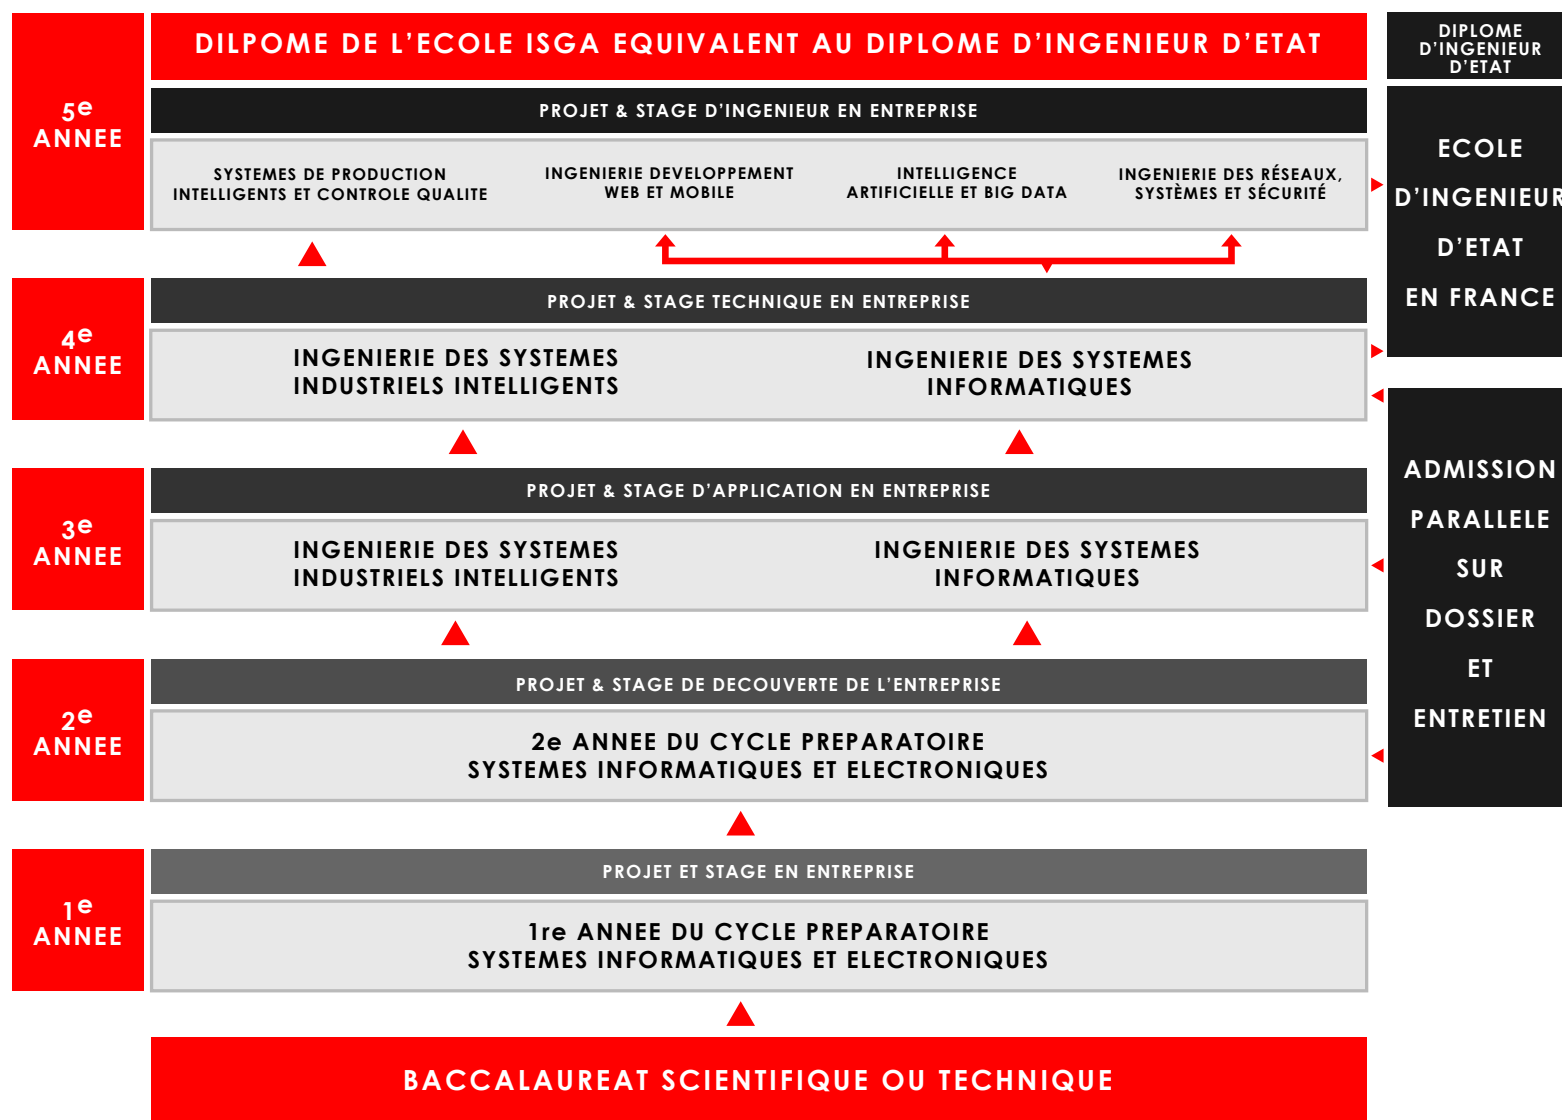 DILPOME DE L’ECOLE ISGA EQUIVALENT AU DIPLOME D’INGENIEUR D’ETAT
DIPLOME
D’INGENIEUR
D’ETAT
5e
ANNEE
PROJET & STAGE D’INGENIEUR EN ENTREPRISE
SYSTEMES DE PRODUCTION
INTELLIGENTS ET CONTROLE QUALITE
INGENIERIE DEVELOPPEMENT
WEB ET MOBILE
INTELLIGENCE
ARTIFICIELLE ET BIG DATA
INGENIERIE DES RÉSEAUX,
SYSTÈMES ET SÉCURITÉ
ECOLE
D’INGENIEUR
D’ETAT
EN FRANCE
4e
ANNEE
PROJET & STAGE TECHNIQUE EN ENTREPRISE
INGENIERIE DES SYSTEMES
INDUSTRIELS INTELLIGENTS
INGENIERIE DES SYSTEMES
INFORMATIQUES
3e
ANNEE
PROJET & STAGE D’APPLICATION EN ENTREPRISE
INGENIERIE DES SYSTEMES
INDUSTRIELS INTELLIGENTS
INGENIERIE DES SYSTEMES
INFORMATIQUES
ADMISSION
PARALLELE
SUR
DOSSIER
ET
ENTRETIEN
2e
ANNEE
PROJET & STAGE DE DECOUVERTE DE L’ENTREPRISE
2e ANNEE DU CYCLE PREPARATOIRE
SYSTEMES INFORMATIQUES ET ELECTRONIQUES
1e
ANNEE
PROJET ET STAGE EN ENTREPRISE
1re ANNEE DU CYCLE PREPARATOIRE
SYSTEMES INFORMATIQUES ET ELECTRONIQUES
BACCALAUREAT SCIENTIFIQUE OU TECHNIQUE